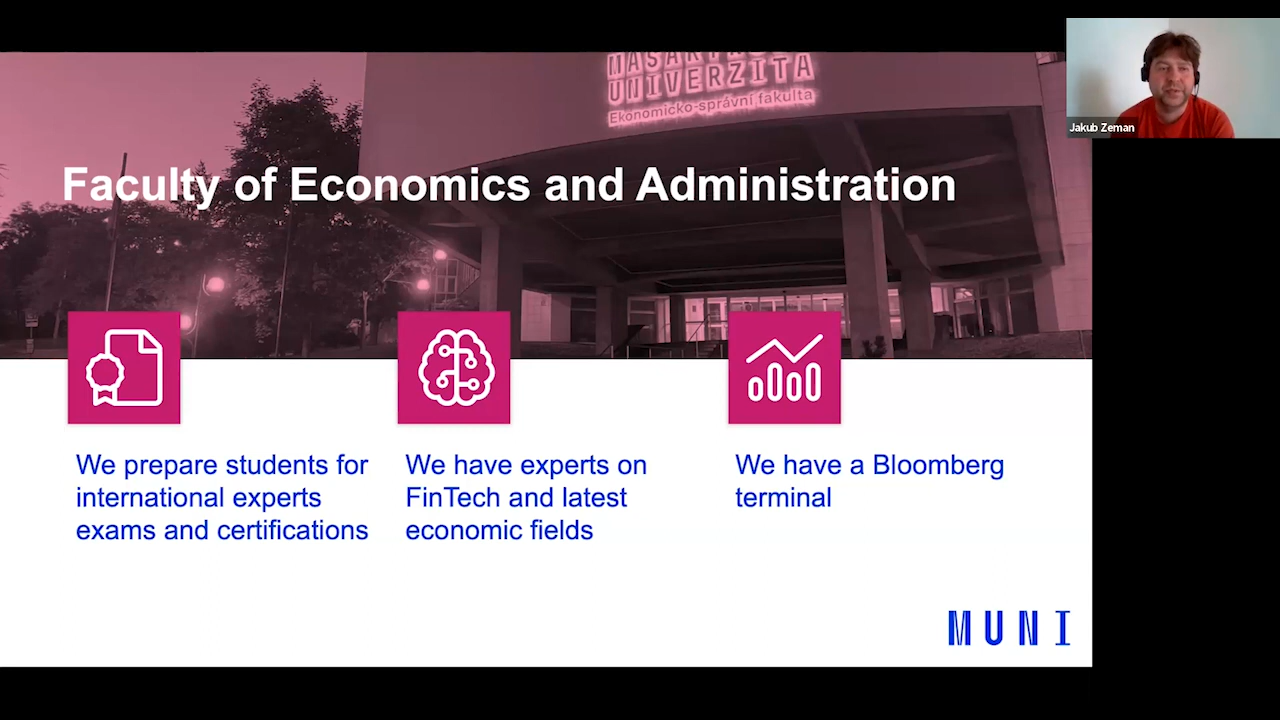 UNIVERZITA
Ekonomicko-správní fakulta
Jakub Zeman
Faculty of Economics and Administration
We prepare students for
international experts
exams and certifications
We have experts on
FinTech and latest
economic fields
We have a Bloomberg
terminal
MUNI